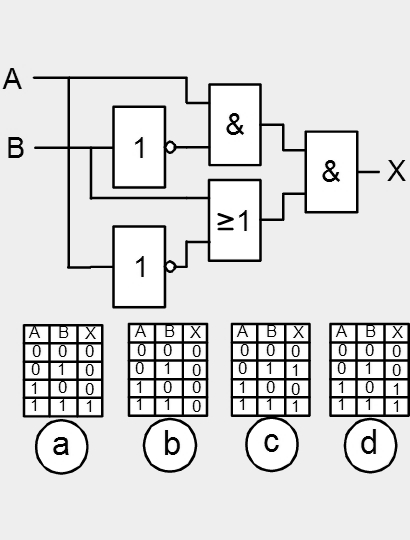 A
&
B
1
&
X
≥1
1
A B X A B X A B X A B X
0 0 0 0 0 0 0 0 0 0 0 0
0 1 0 0 1 0 0 1 1 0 1 0
1 0 0 1 0 0 1 0 0 1 0 1
1 1 1 1 1 0 1 1 1 1 1 1
a b c d